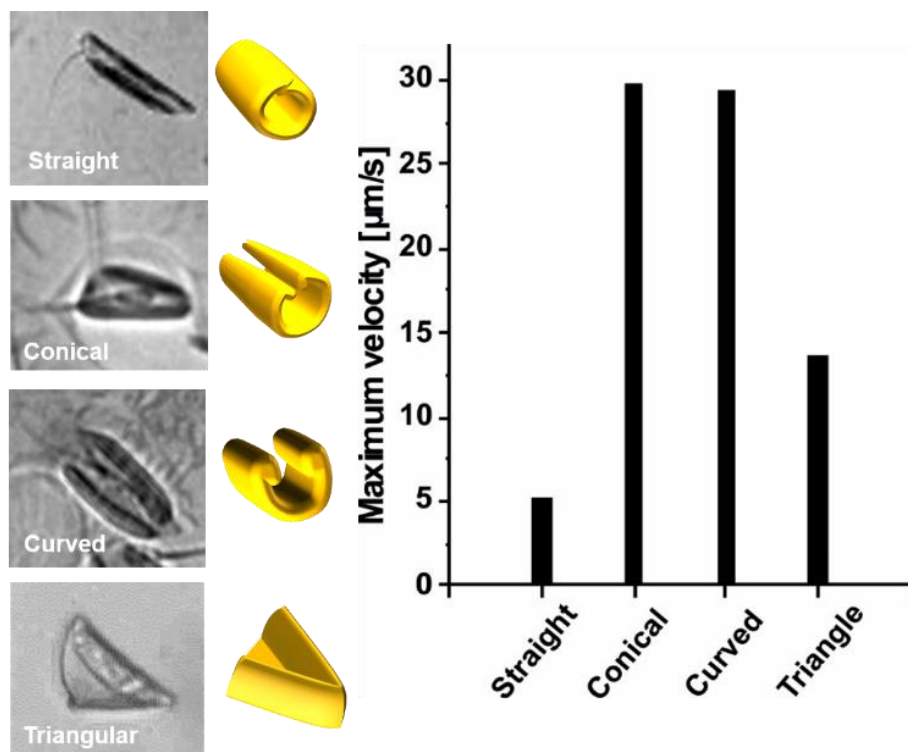 Straight
Conical
Curved
Triangular
Maximum velocity [µm/s]
30
25
20
15
10
5
0
Straight
Conical
Curved
Triangle